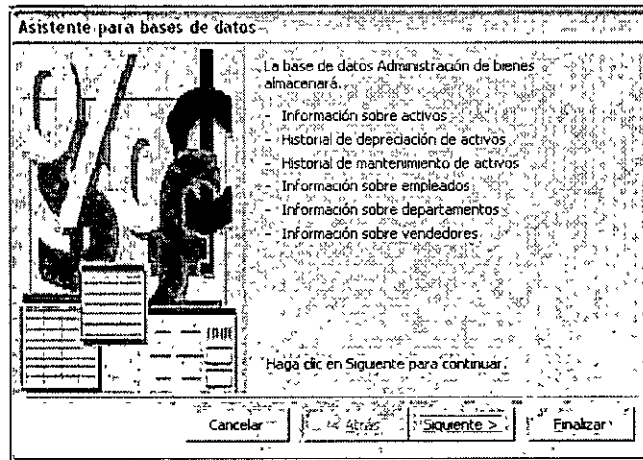 Asistente para bases de datos
La base de datos Administración de bienes
almacenará.
- Información sobre activos
- Historial de depreciación de activos
- Historial de mantenimiento de activos
- Información sobre empleados
- Información sobre departamentos
- Información sobre vendedores
Haga clic en Siguiente para continuar.
Cancelar < Atrás Siguiente > Finalizar